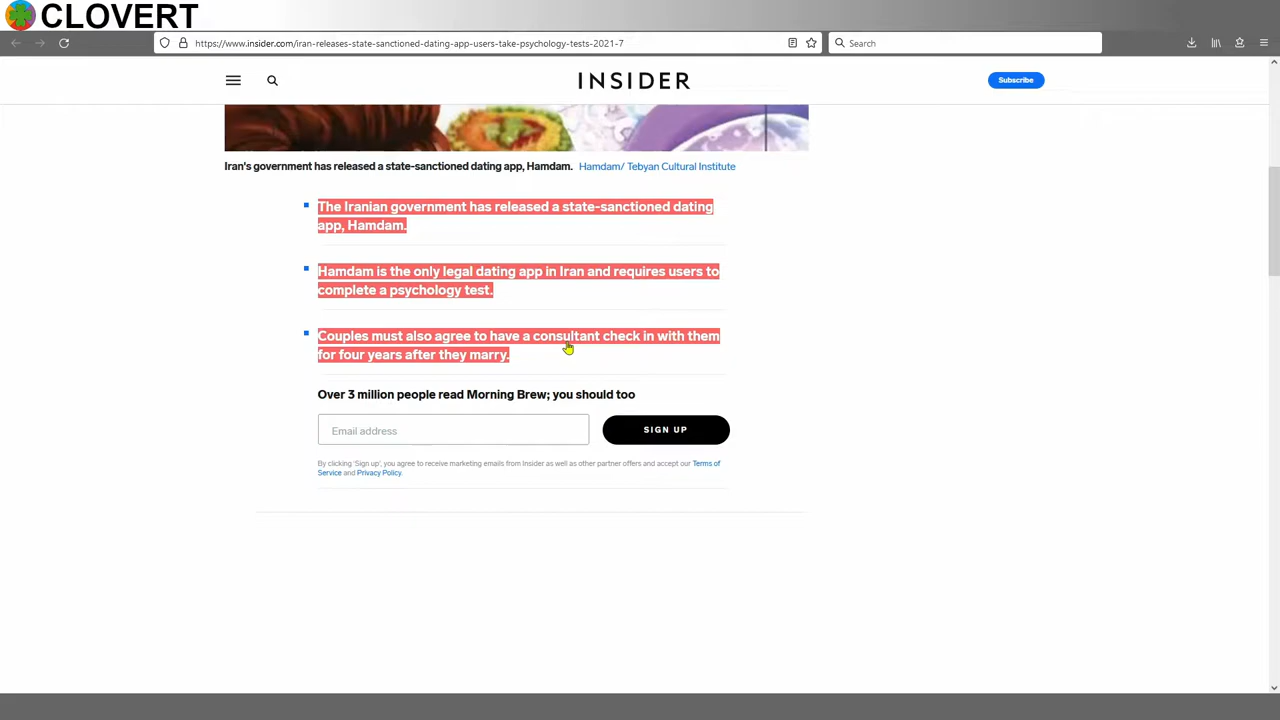 CLOVERT
https://www.insider.com/iran-releases-state-sanctioned-dating-app-users-take-psychology-tests-2021-7
Search
INSIDER
Subscribe
Iran's government has released a state-sanctioned dating app, Hamdam. Hamdam/ Tebyan Cultural Institute
The Iranian government has released a state-sanctioned dating
app, Hamdam.
Hamdam is the only legal dating app in Iran and requires users to
complete a psychology test.
Couples must also agree to have a consultant check in with them
for four years after they marry.
Over 3 million people read Morning Brew; you should too
Email address
SIGN UP
By clicking 'Sign up', you agree to receive marketing emails from Insider as well as other partner offers and accept our Terms of
Service and Privacy Policy.